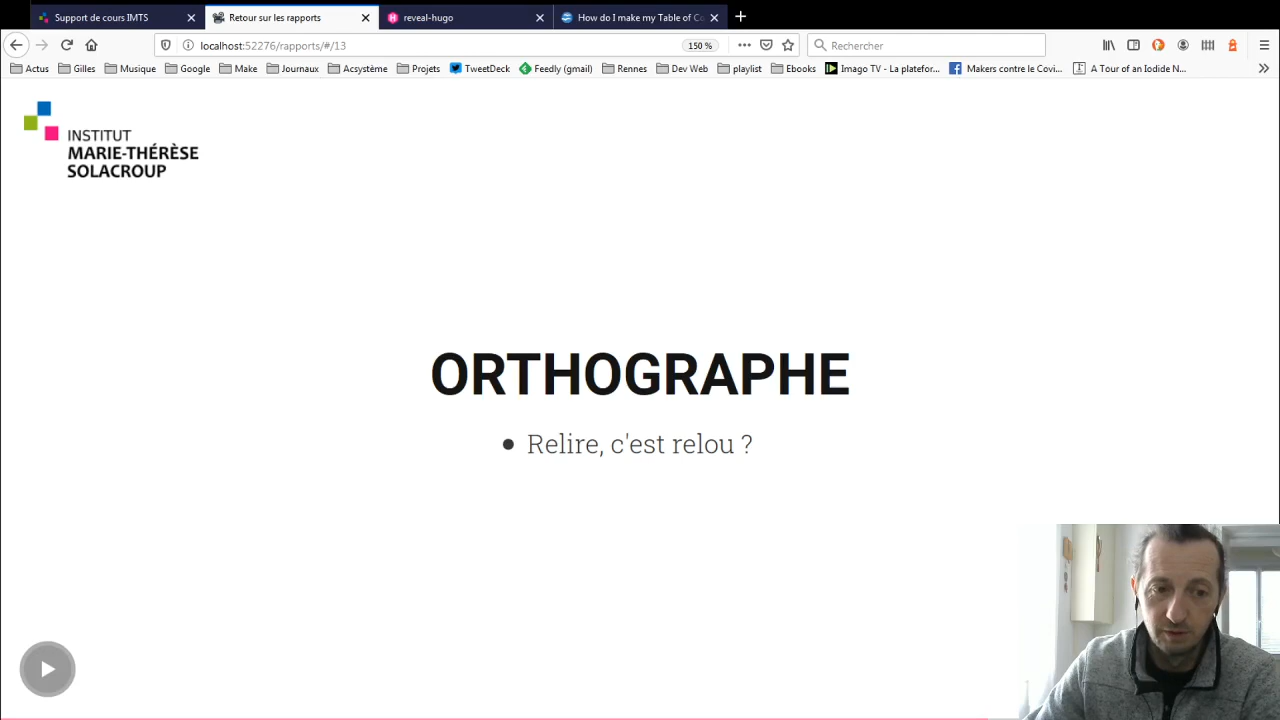 Support de cours IMTS
Retour sur les rapports
reveal-hugo
How do I make my Table of Co
localhost:52276/rapports/#/13
150 %
Rechercher
Actus
Gilles
Musique
Google
Make
Journaux
Acsystème
Projets
TweetDeck
Feedly (gmail)
Rennes
Dev Web
playlist
Ebooks
Imago TV - La platefor...
Makers contre le Covi...
A Tour of an Iodide N...
INSTITUT
MARIE-THÉRÈSE
SOLACROUP
ORTHOGRAPHE
• Relire, c'est relou ?